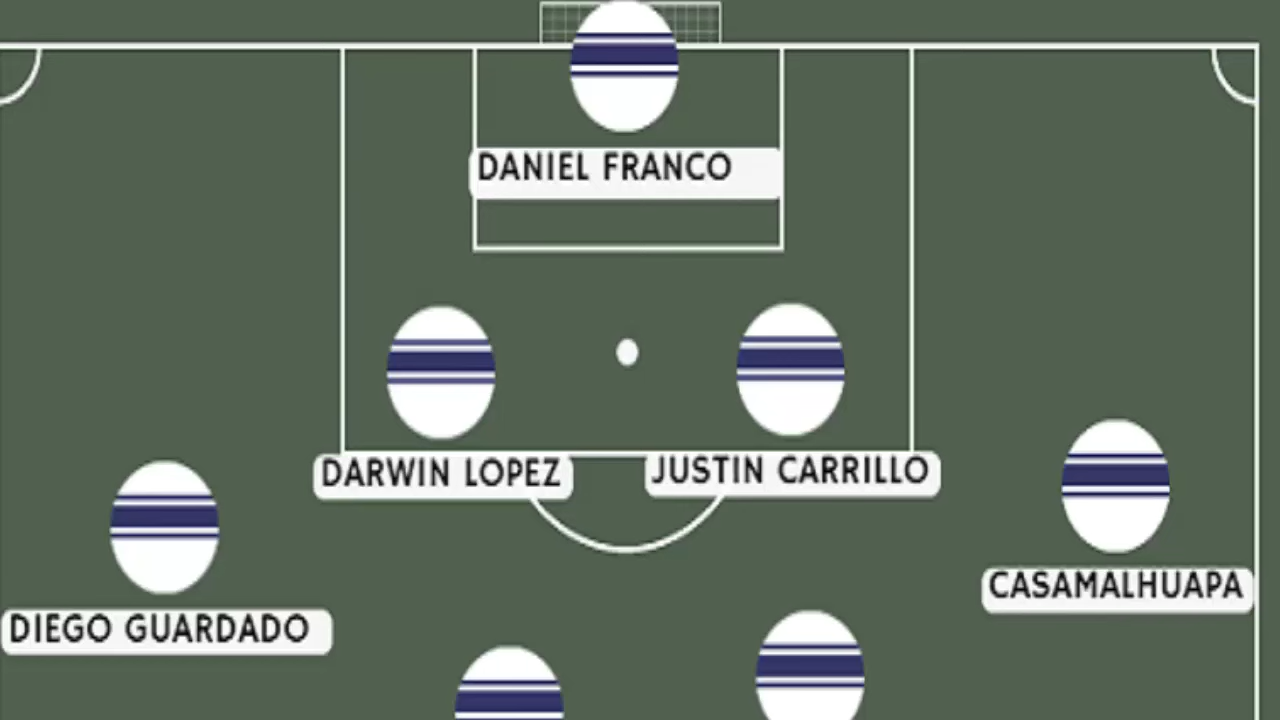 DANIEL FRANCO
DARWIN LOPEZ
JUSTIN CARRILLO
DIEGO GUARDADO
CASAMALHUAPA